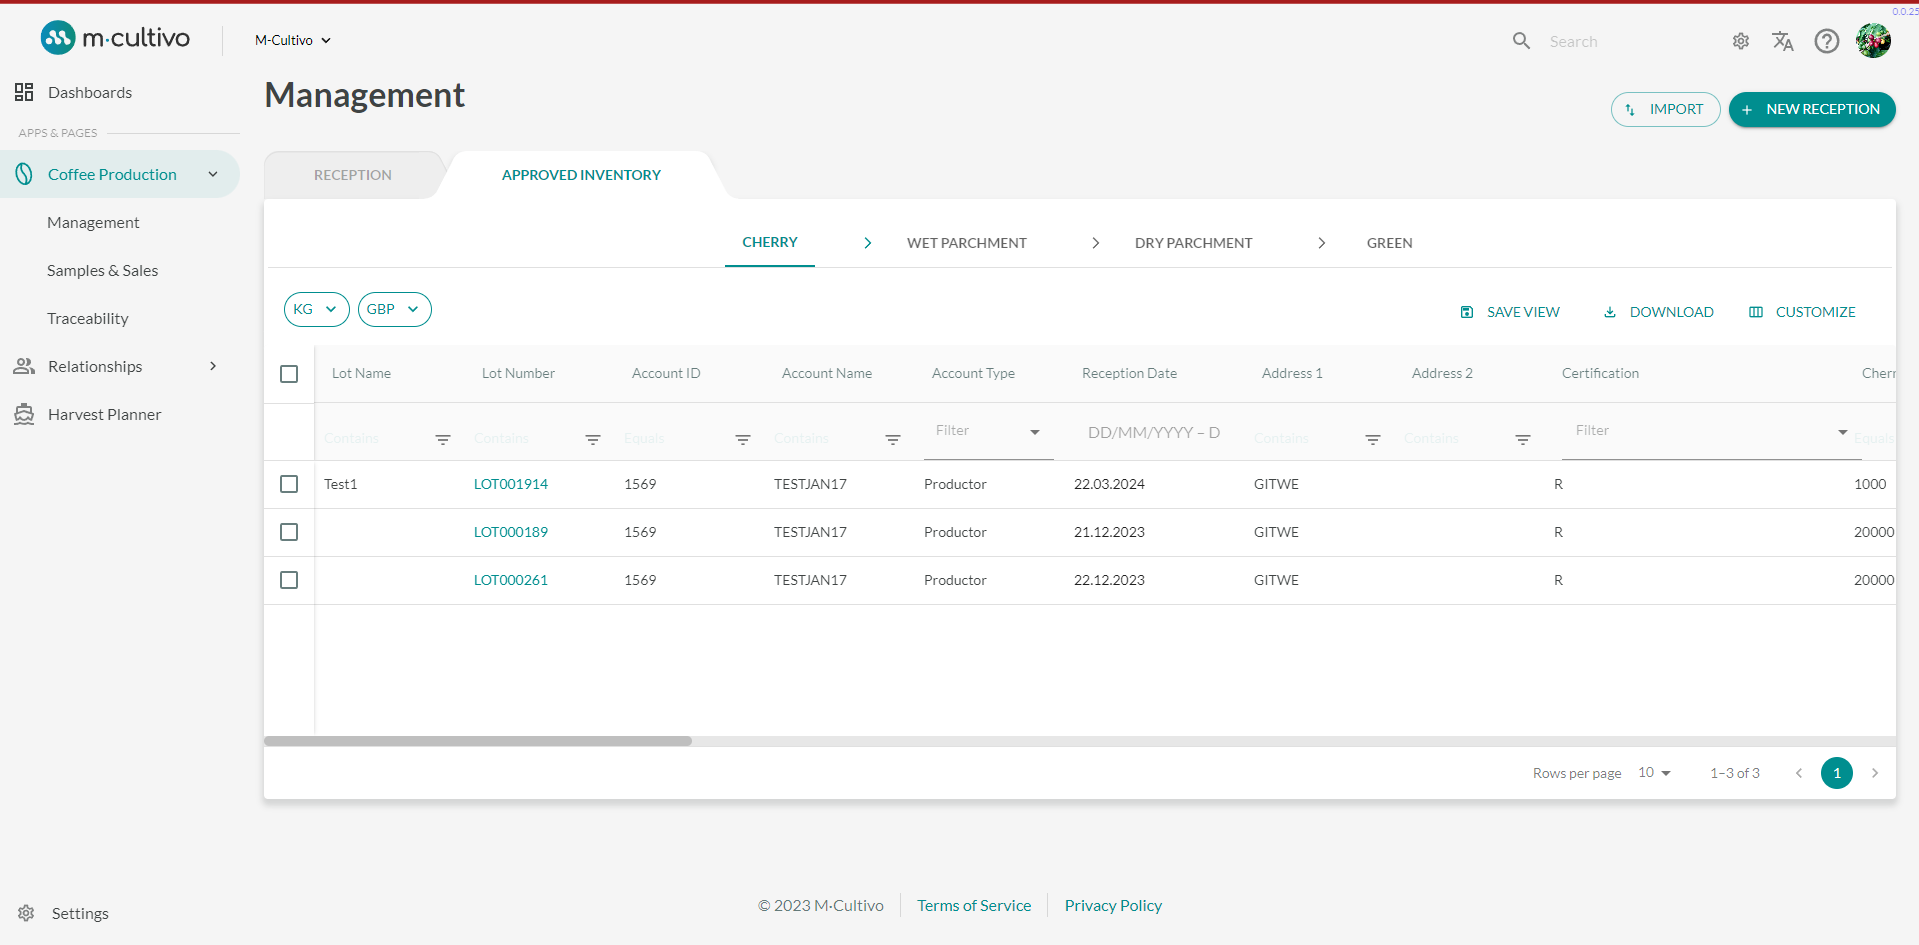 0.0.25
m·cultivo
M-Cultivo
Search
Dashboards
APPS & PAGES
Coffee Production
Management
Samples & Sales
Traceability
Relationships
Harvest Planner
Settings
Management
IMPORT
+ NEW RECEPTION
RECEPTION
APPROVED INVENTORY
CHERRY > WET PARCHMENT > DRY PARCHMENT > GREEN
KG GBP
SAVE VIEW DOWNLOAD CUSTOMIZE
Lot Name Lot Number Account ID Account Name Account Type Reception Date Address 1 Address 2 Certification Cherr
Contains Contains Equals Contains Filter DD/MM/YYYY – D Contains Contains Filter Equals
Test1 LOT001914 1569 TESTJAN17 Productor 22.03.2024 GITWE R 1000
LOT000189 1569 TESTJAN17 Productor 21.12.2023 GITWE R 20000
LOT000261 1569 TESTJAN17 Productor 22.12.2023 GITWE R 20000
Rows per page 10 1–3 of 3 < 1 >
© 2023 M·Cultivo Terms of Service Privacy Policy